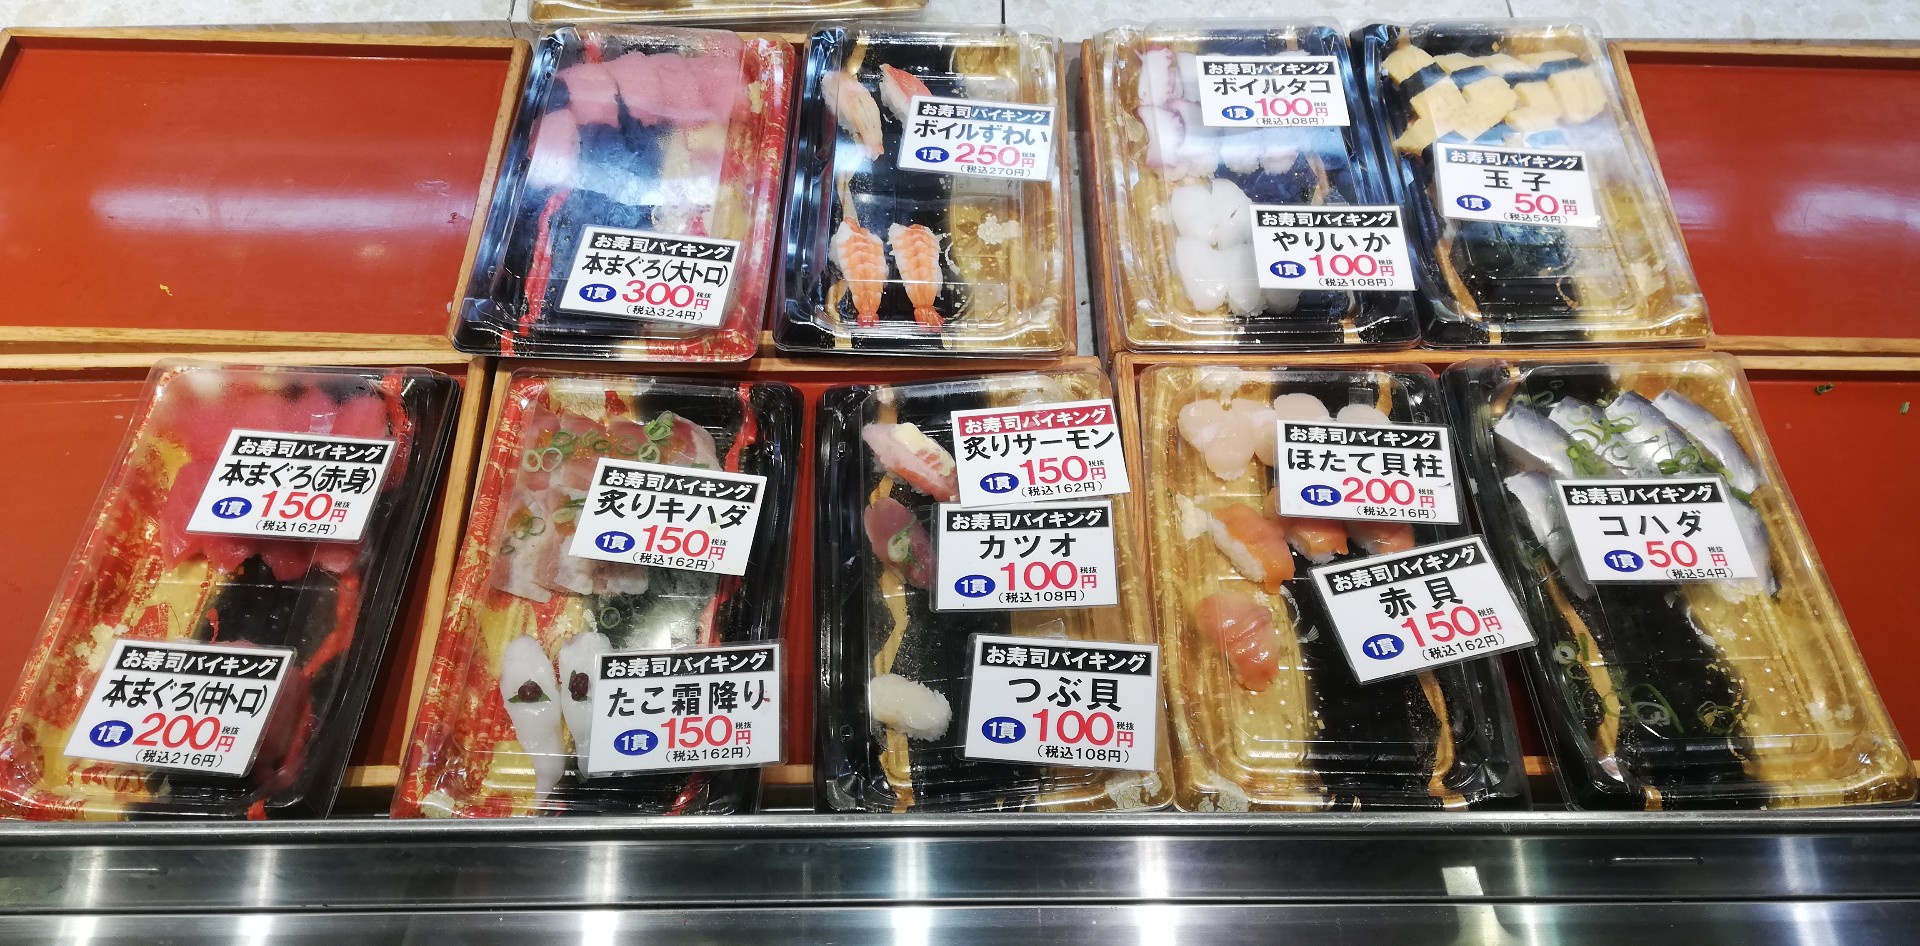 お寿司バイキング
本まぐろ(大トロ)
1貫 300円 税抜
(税込324円)
お寿司バイキング
ボイルずわい
1貫 250円 税抜
(税込270円)
お寿司バイキング
ボイルタコ
1貫 100円 税抜
(税込108円)
お寿司バイキング
やりいか
1貫 100円 税抜
(税込108円)
お寿司バイキング
玉子
1貫 50円 税抜
(税込54円)
お寿司バイキング
本まぐろ(赤身)
1貫 150円 税抜
(税込162円)
お寿司バイキング
本まぐろ(中トロ)
1貫 200円 税抜
(税込216円)
お寿司バイキング
炙りキハダ
1貫 150円 税抜
(税込162円)
お寿司バイキング
たこ霜降り
1貫 150円 税抜
(税込162円)
お寿司バイキング
炙りサーモン
1貫 150円 税抜
(税込162円)
お寿司バイキング
カツオ
1貫 100円 税抜
(税込108円)
お寿司バイキング
つぶ貝
1貫 100円 税抜
(税込108円)
お寿司バイキング
ほたて貝柱
1貫 200円 税抜
(税込216円)
お寿司バイキング
赤貝
1貫 150円 税抜
(税込162円)
お寿司バイキング
コハダ
1貫 50円 税抜
(税込54円)